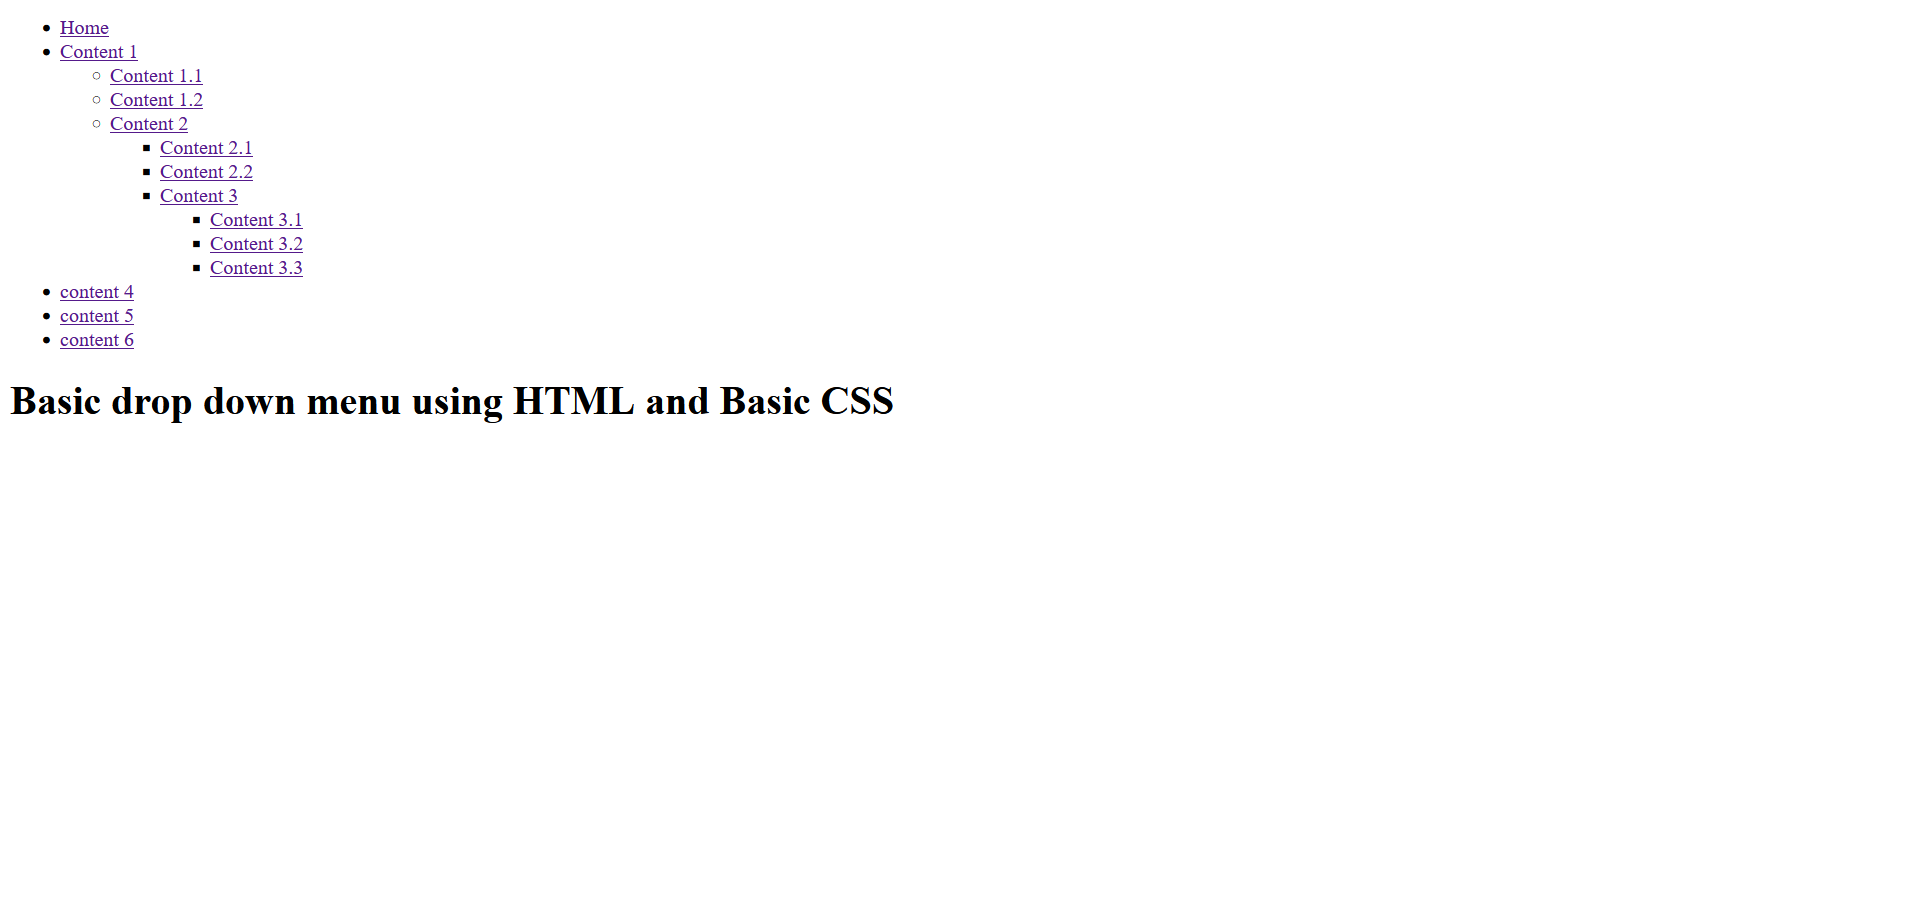 Home
Content 1
Content 1.1
Content 1.2
Content 2
Content 2.1
Content 2.2
Content 3
Content 3.1
Content 3.2
Content 3.3
content 4
content 5
content 6
Basic drop down menu using HTML and Basic CSS